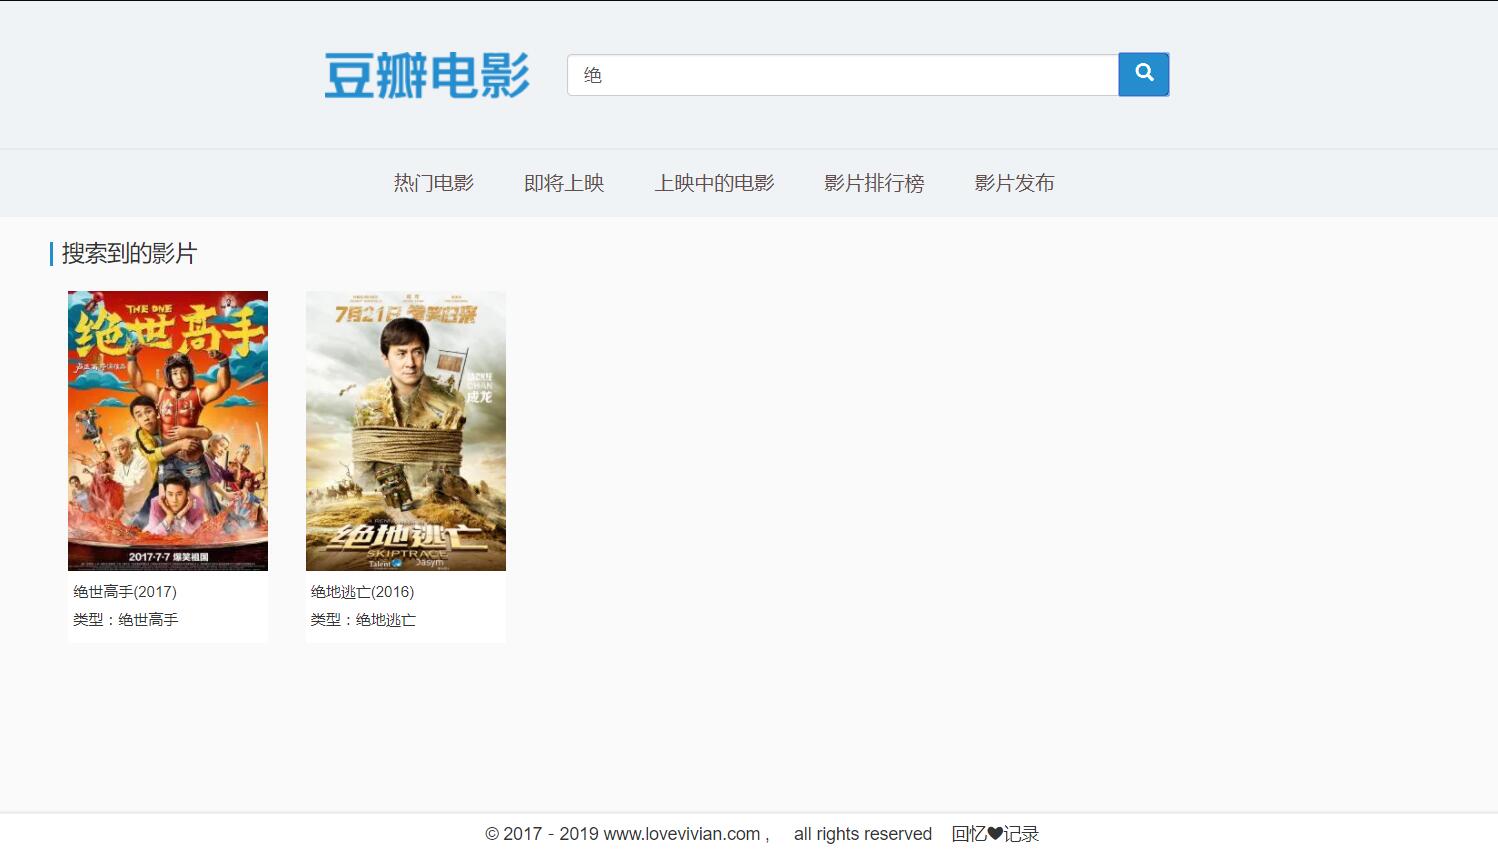 豆瓣电影
绝
热门电影 即将上映 上映中的电影 影片排行榜 影片发布
搜索到的影片
THE ONE
绝世高手
2017·7·7 爆笑祖国
绝世高手(2017)
类型：绝世高手
7月21日
JACKIE
CHAN
成龙
绝地逃亡
SKIPTRACE
Talent Dasym
绝地逃亡(2016)
类型：绝地逃亡
© 2017 - 2019 www.lovevivian.com , all rights reserved 回忆♥记录